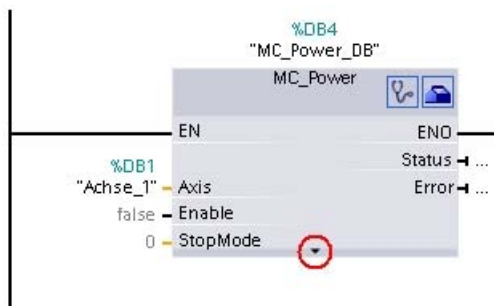 %DB4
"MC_Power_DB"
MC_Power
EN
ENO
Status
...
%DB1
"Achse_1"
Axis
Error
...
false
Enable
0
StopMode